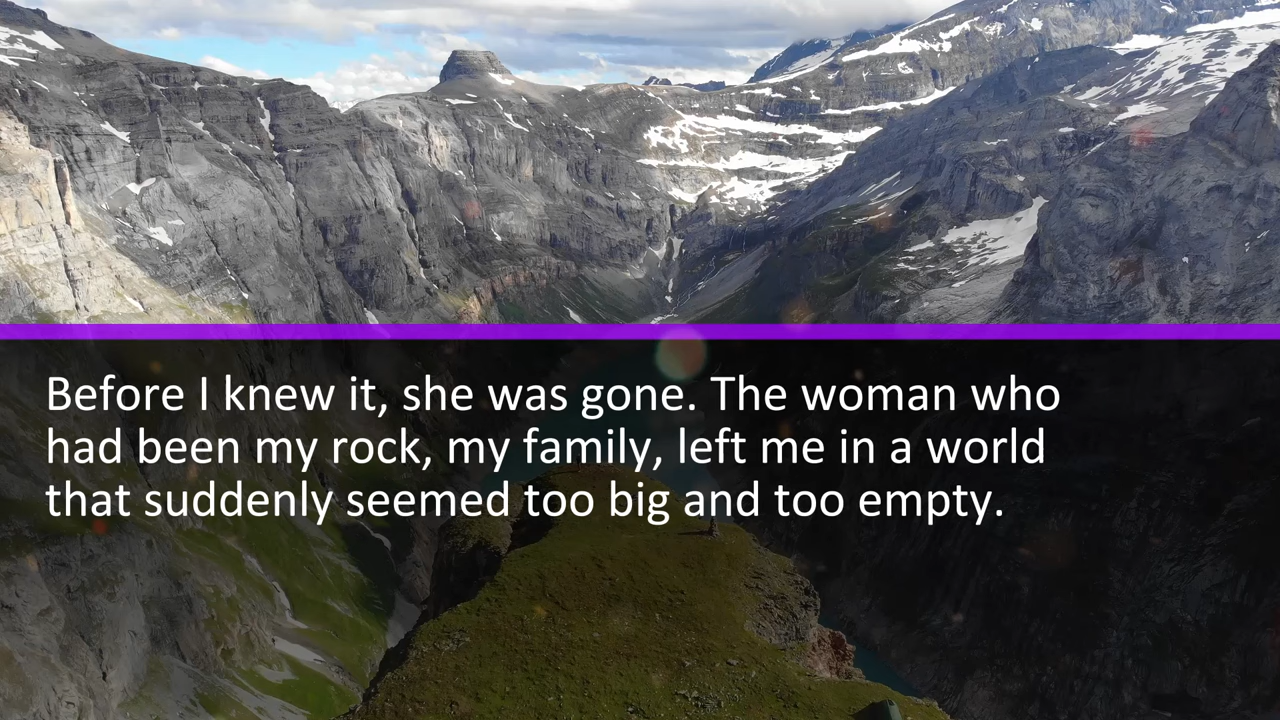 Before I knew it, she was gone. The woman who
had been my rock, my family, left me in a world
that suddenly seemed too big and too empty.